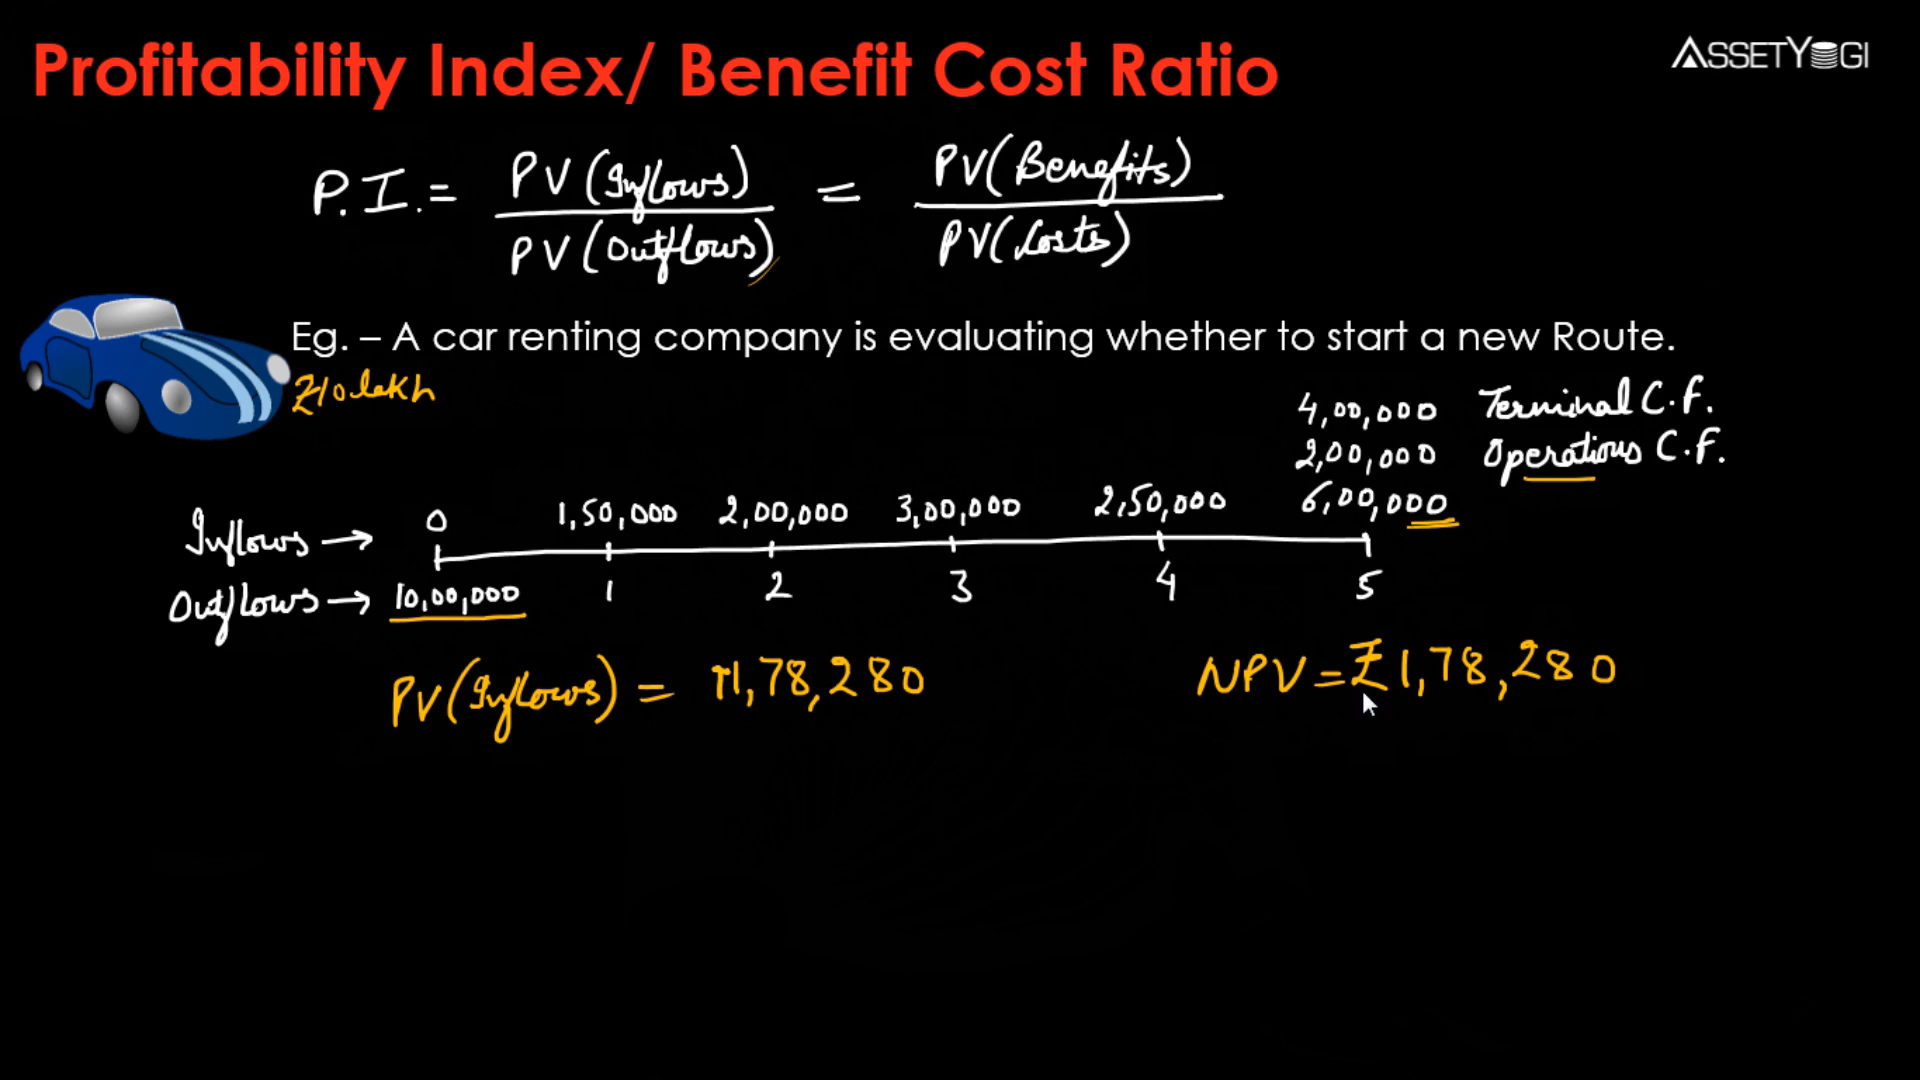 Profitability Index/ Benefit Cost Ratio
ASSETYOGI
P.I. = PV(Inflows) / PV(Outflows) = PV(Benefits) / PV(Costs)
Eg. – A car renting company is evaluating whether to start a new Route.
₹10 lakh
4,00,000 Terminal C.F.
2,00,000 Operations C.F.
Inflows → 0 1,50,000 2,00,000 3,00,000 2,50,000 6,00,000
Outflows → 10,00,000 1 2 3 4 5
PV(Inflows) = 11,78,280
NPV = ₹1,78,280